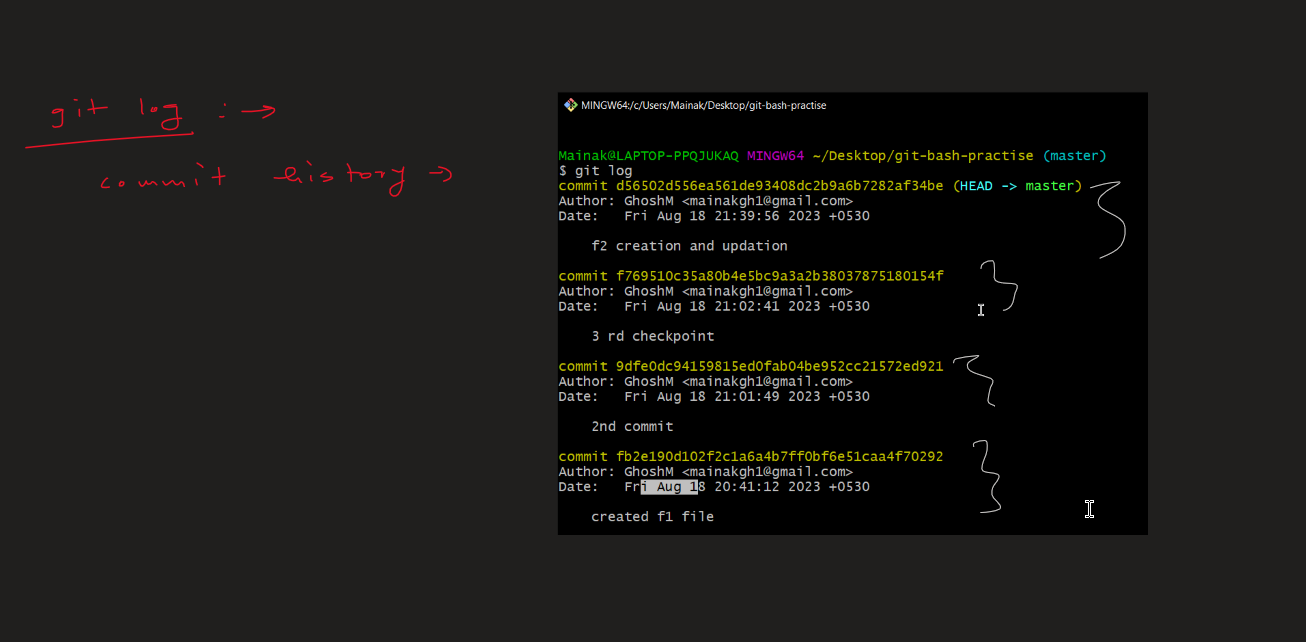 git log : →
commit history →
MINGW64:/c/Users/Mainak/Desktop/git-bash-practise
Mainak@LAPTOP-PPQJUKAQ MINGW64 ~/Desktop/git-bash-practise (master)
$ git log
commit d56502d556ea561de93408dc2b9a6b7282af34be (HEAD -> master)
Author: GhoshM <mainakgh1@gmail.com>
Date:   Fri Aug 18 21:39:56 2023 +0530
f2 creation and updation
commit f769510c35a80b4e5bc9a3a2b38037875180154f
Author: GhoshM <mainakgh1@gmail.com>
Date:   Fri Aug 18 21:02:41 2023 +0530
3 rd checkpoint
commit 9dfe0dc94159815ed0fab04be952cc21572ed921
Author: GhoshM <mainakgh1@gmail.com>
Date:   Fri Aug 18 21:01:49 2023 +0530
2nd commit
commit fb2e190d102f2c1a6a4b7ff0bf6e51caa4f70292
Author: GhoshM <mainakgh1@gmail.com>
Date:   Fri Aug 18 20:41:12 2023 +0530
created f1 file